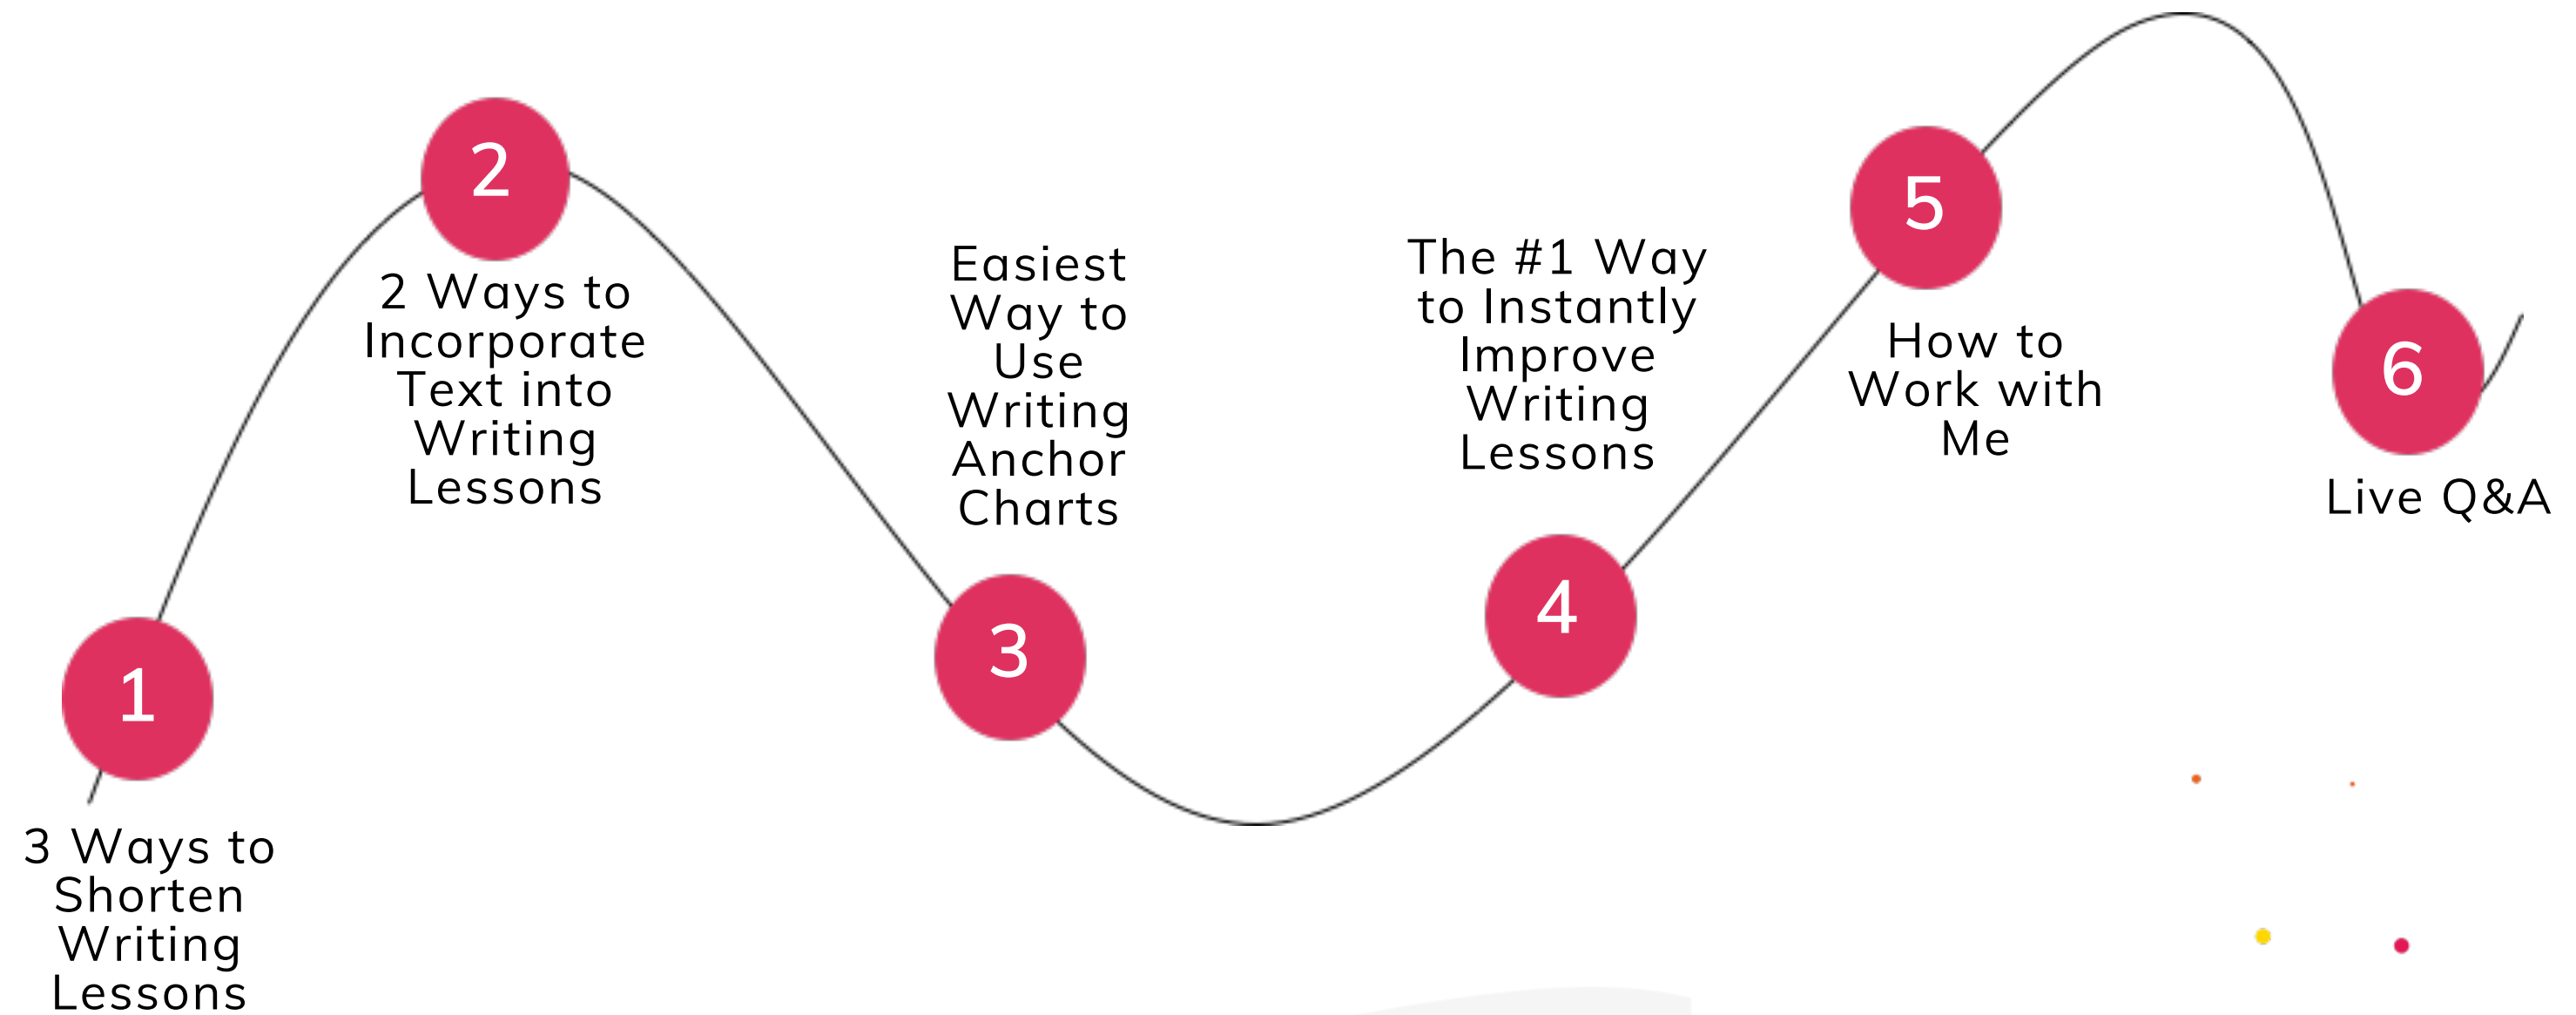 1
3 Ways to
Shorten
Writing
Lessons
2
2 Ways to
Incorporate
Text into
Writing
Lessons
Easiest
Way to
Use
Writing
Anchor
Charts
3
The #1 Way
to Instantly
Improve
Writing
Lessons
4
5
How to
Work with
Me
6
Live Q&A